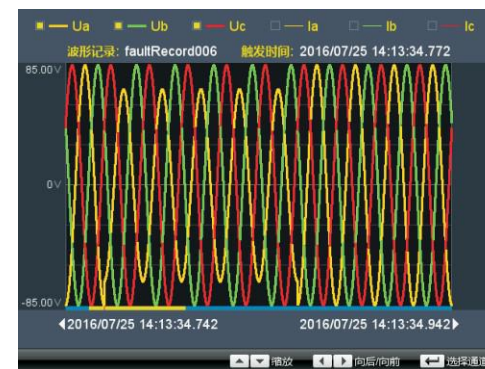 Ua Ub Uc Ia Ib Ic
波形记录: faultRecord006 触发时间: 2016/07/25 14:13:34.772
85.00V
0V
-85.00V
2016/07/25 14:13:34.742 2016/07/25 14:13:34.942
缩放 向后/向前 选择通道